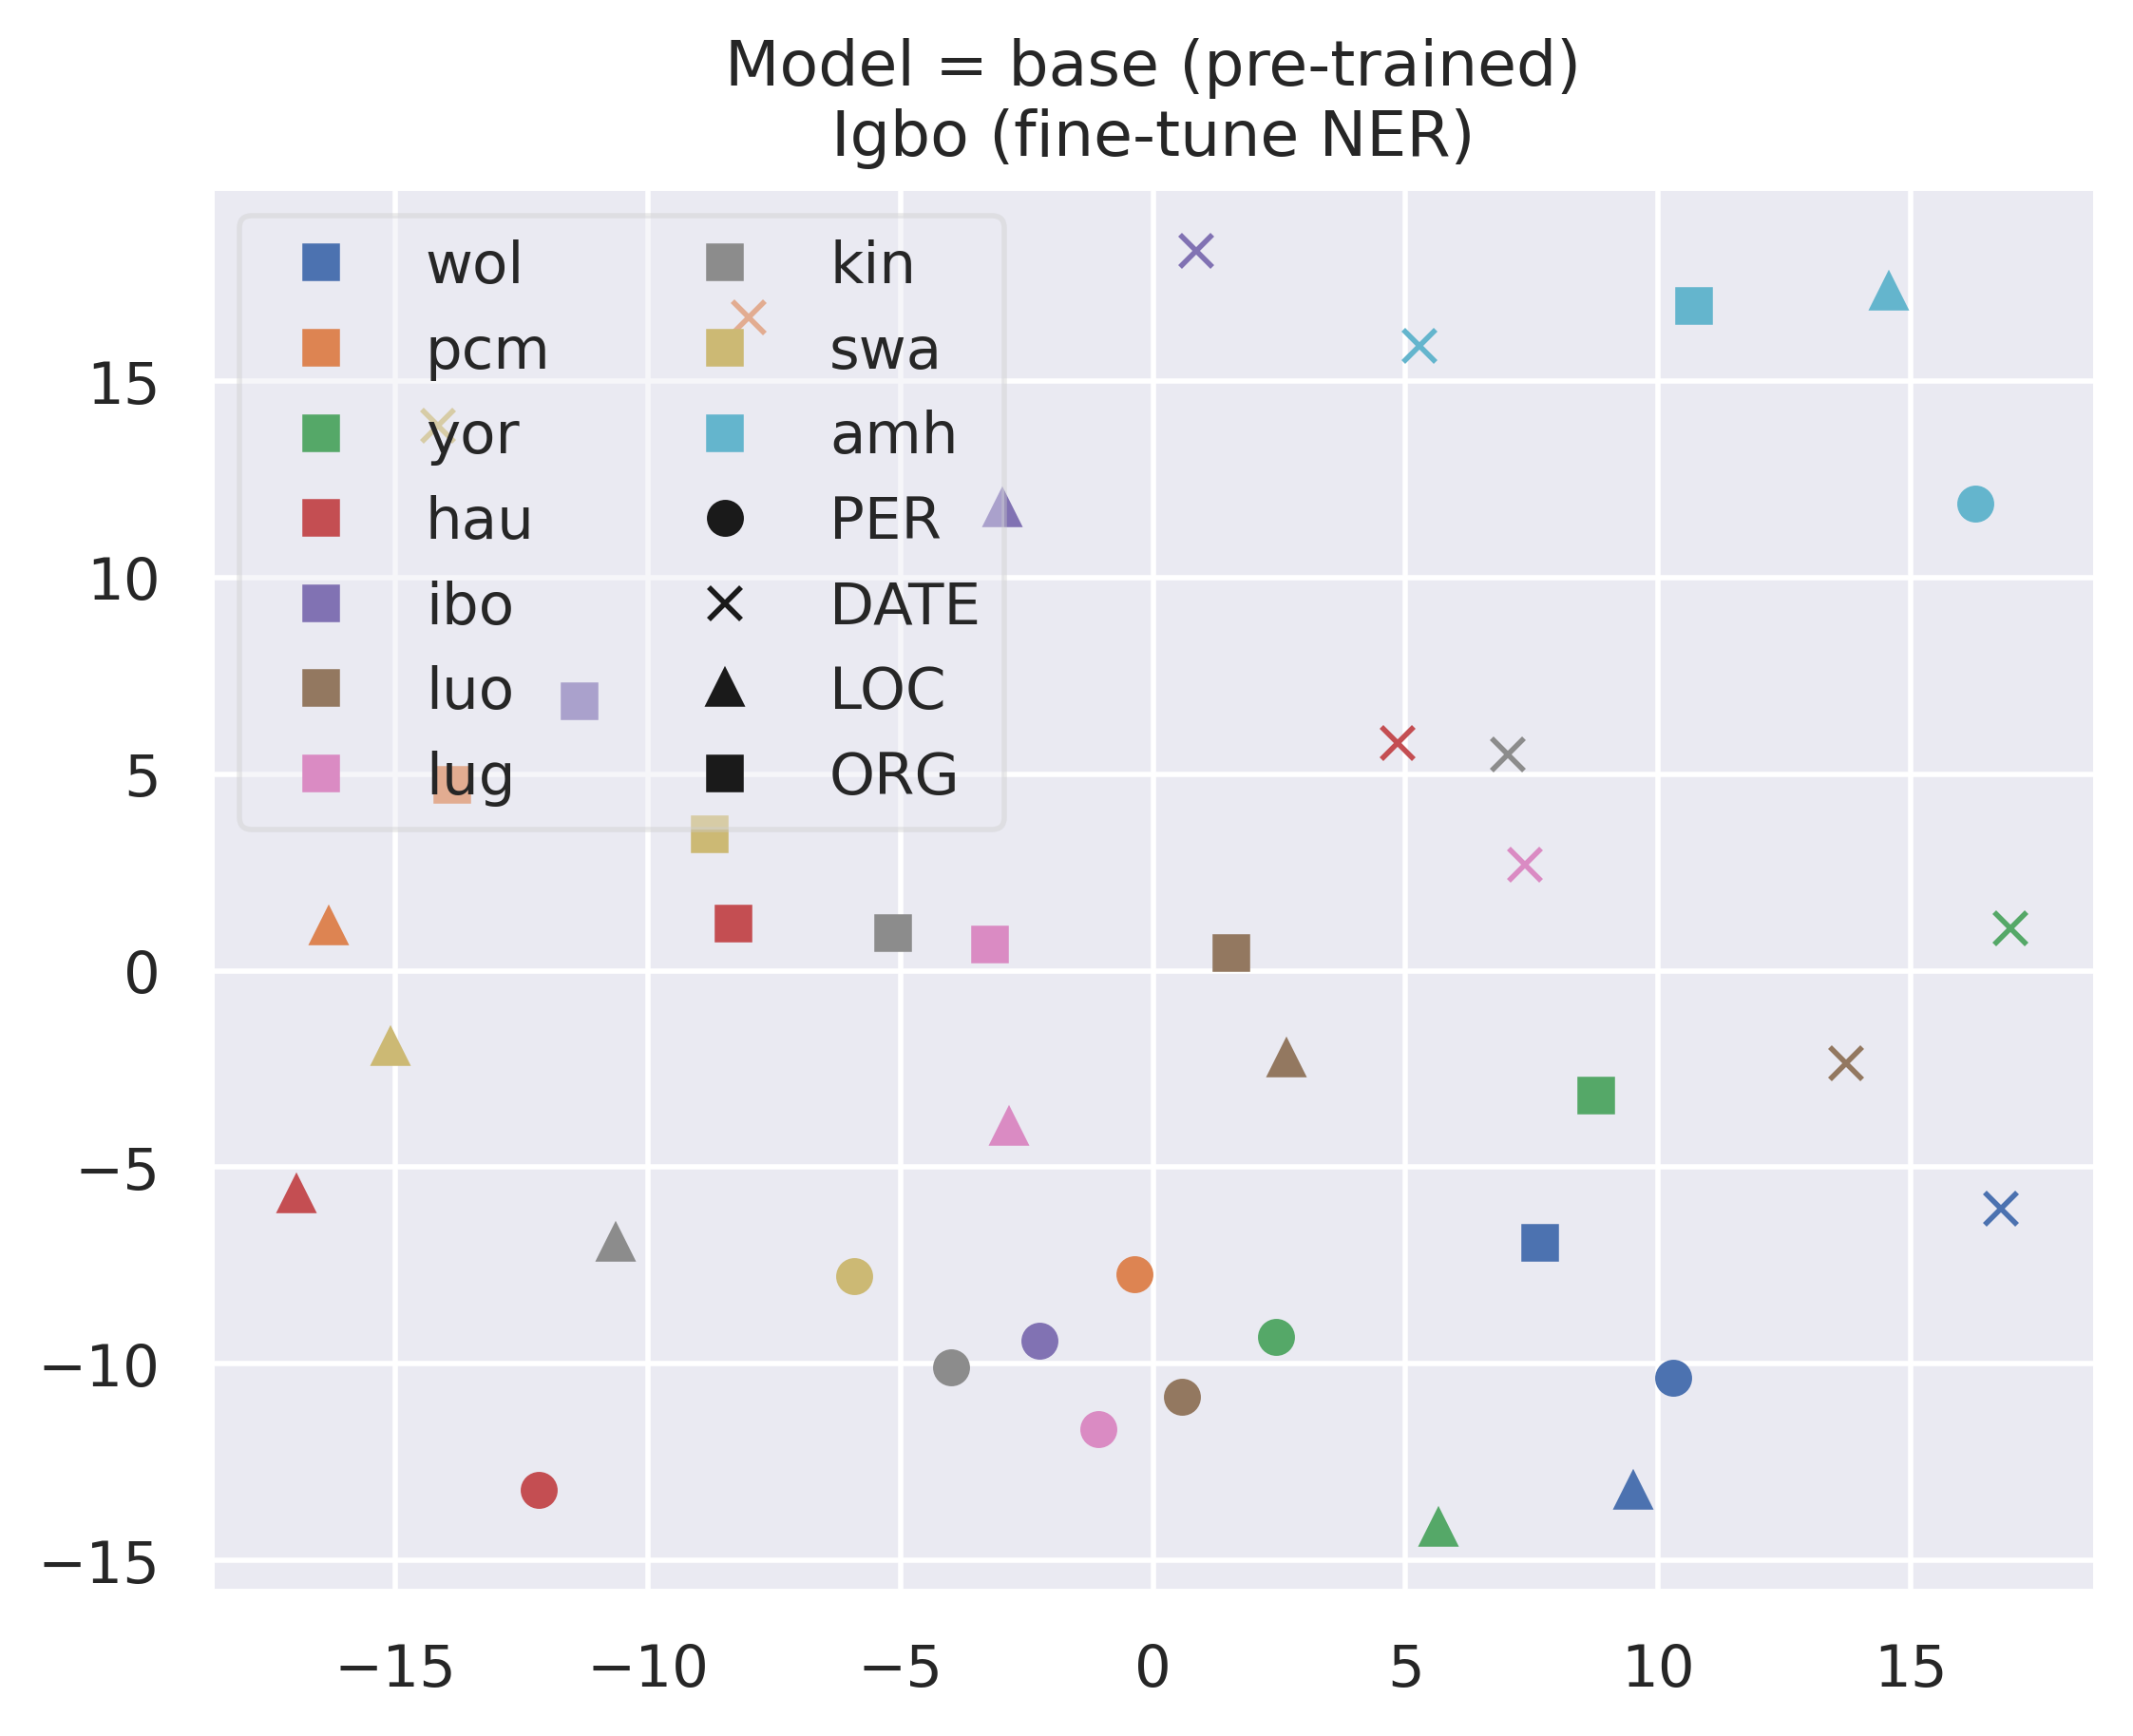 Model = base (pre-trained)
Igbo (fine-tune NER)
wol
pcm
yor
hau
ibo
luo
lug
kin
swa
amh
PER
DATE
LOC
ORG
15
10
5
0
−5
−10
−15
−15 −10 −5 0 5 10 15